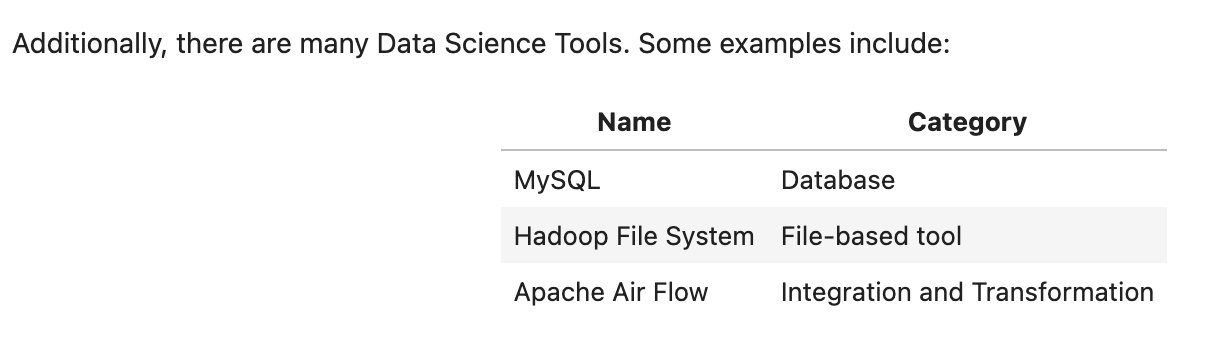 Additionally, there are many Data Science Tools. Some examples include:
Name Category
MySQL Database
Hadoop File System File-based tool
Apache Air Flow Integration and Transformation